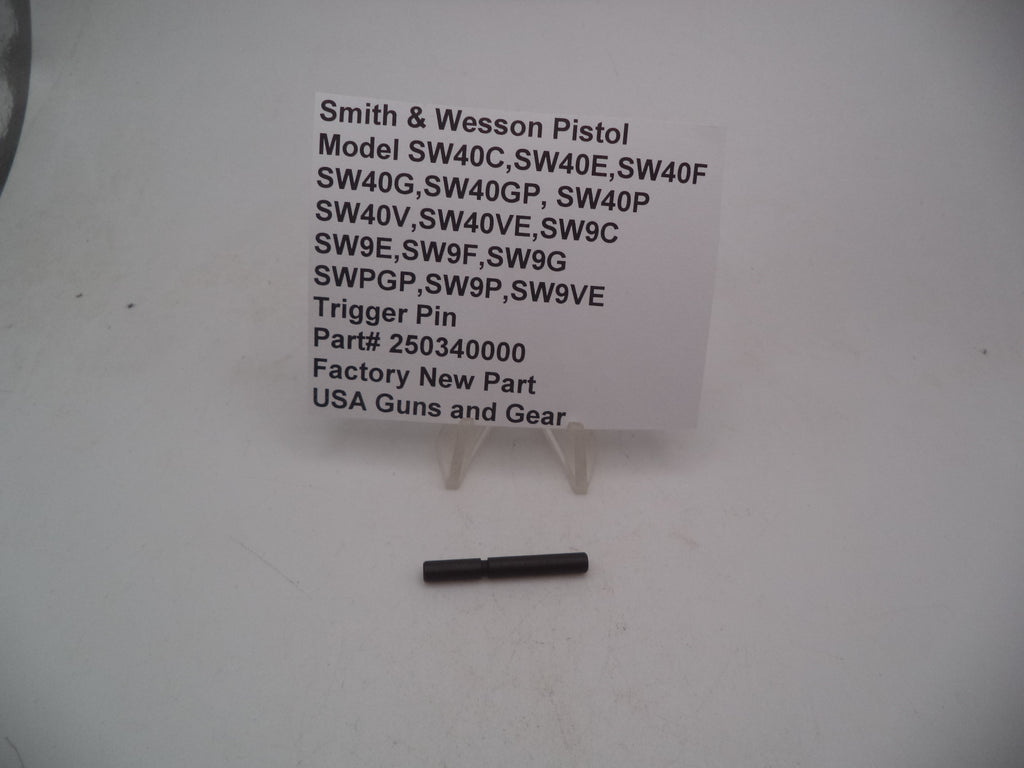 Smith & Wesson Pistol
Model SW40C,SW40E,SW40F
SW40G,SW40GP, SW40P
SW40V,SW40VE,SW9C
SW9E,SW9F,SW9G
SWPGP,SW9P,SW9VE
Trigger Pin
Part# 250340000
Factory New Part
USA Guns and Gear